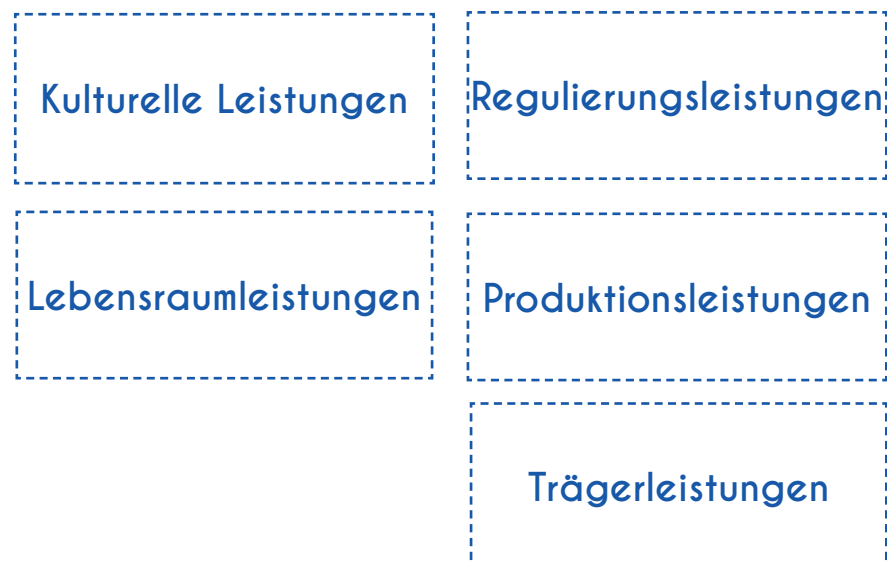 Kulturelle Leistungen
Regulierungsleistungen
Lebensraumleistungen
Produktionsleistungen
Trägerleistungen